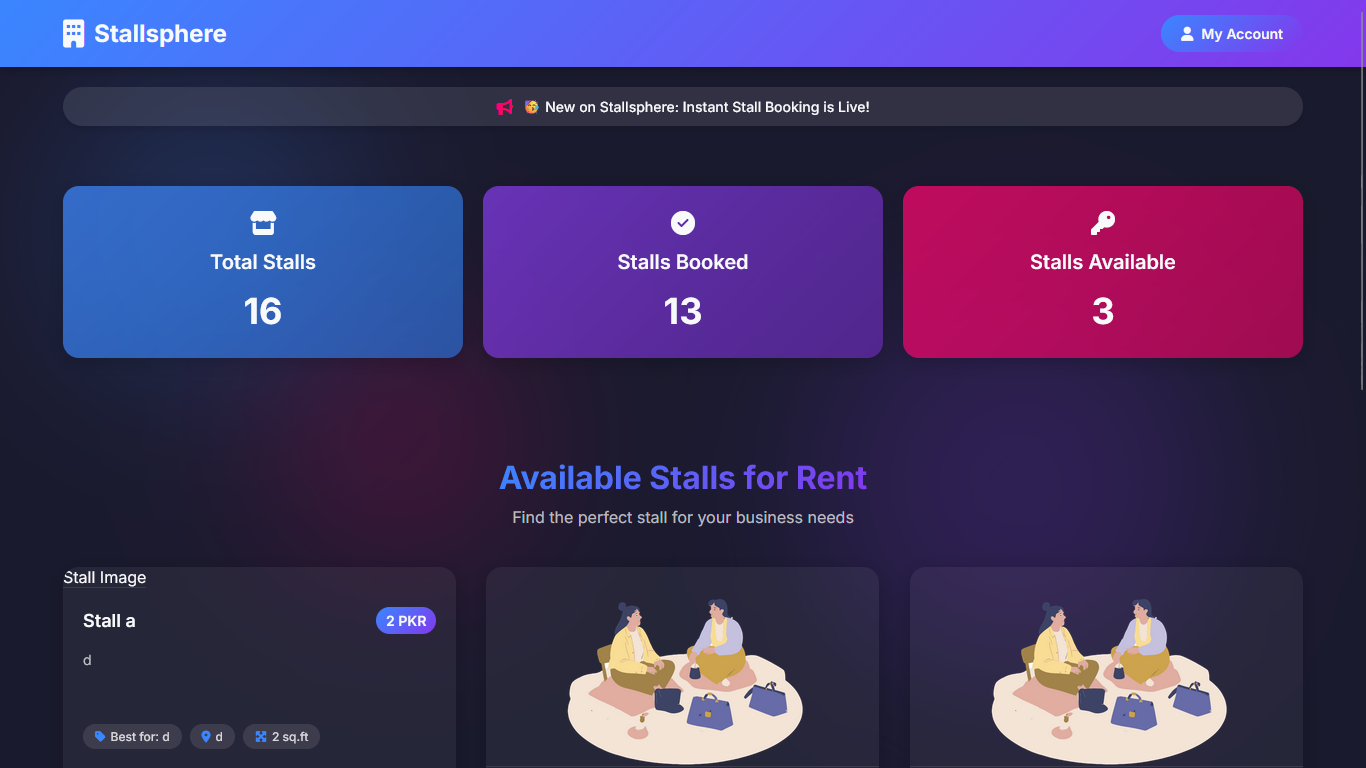 Stallsphere
My Account
🥳 New on Stallsphere: Instant Stall Booking is Live!
Total Stalls
16
Stalls Booked
13
Stalls Available
3
Available Stalls for Rent
Find the perfect stall for your business needs
Stall Image
Stall a
2 PKR
d
Best for: d
d
2 sq.ft